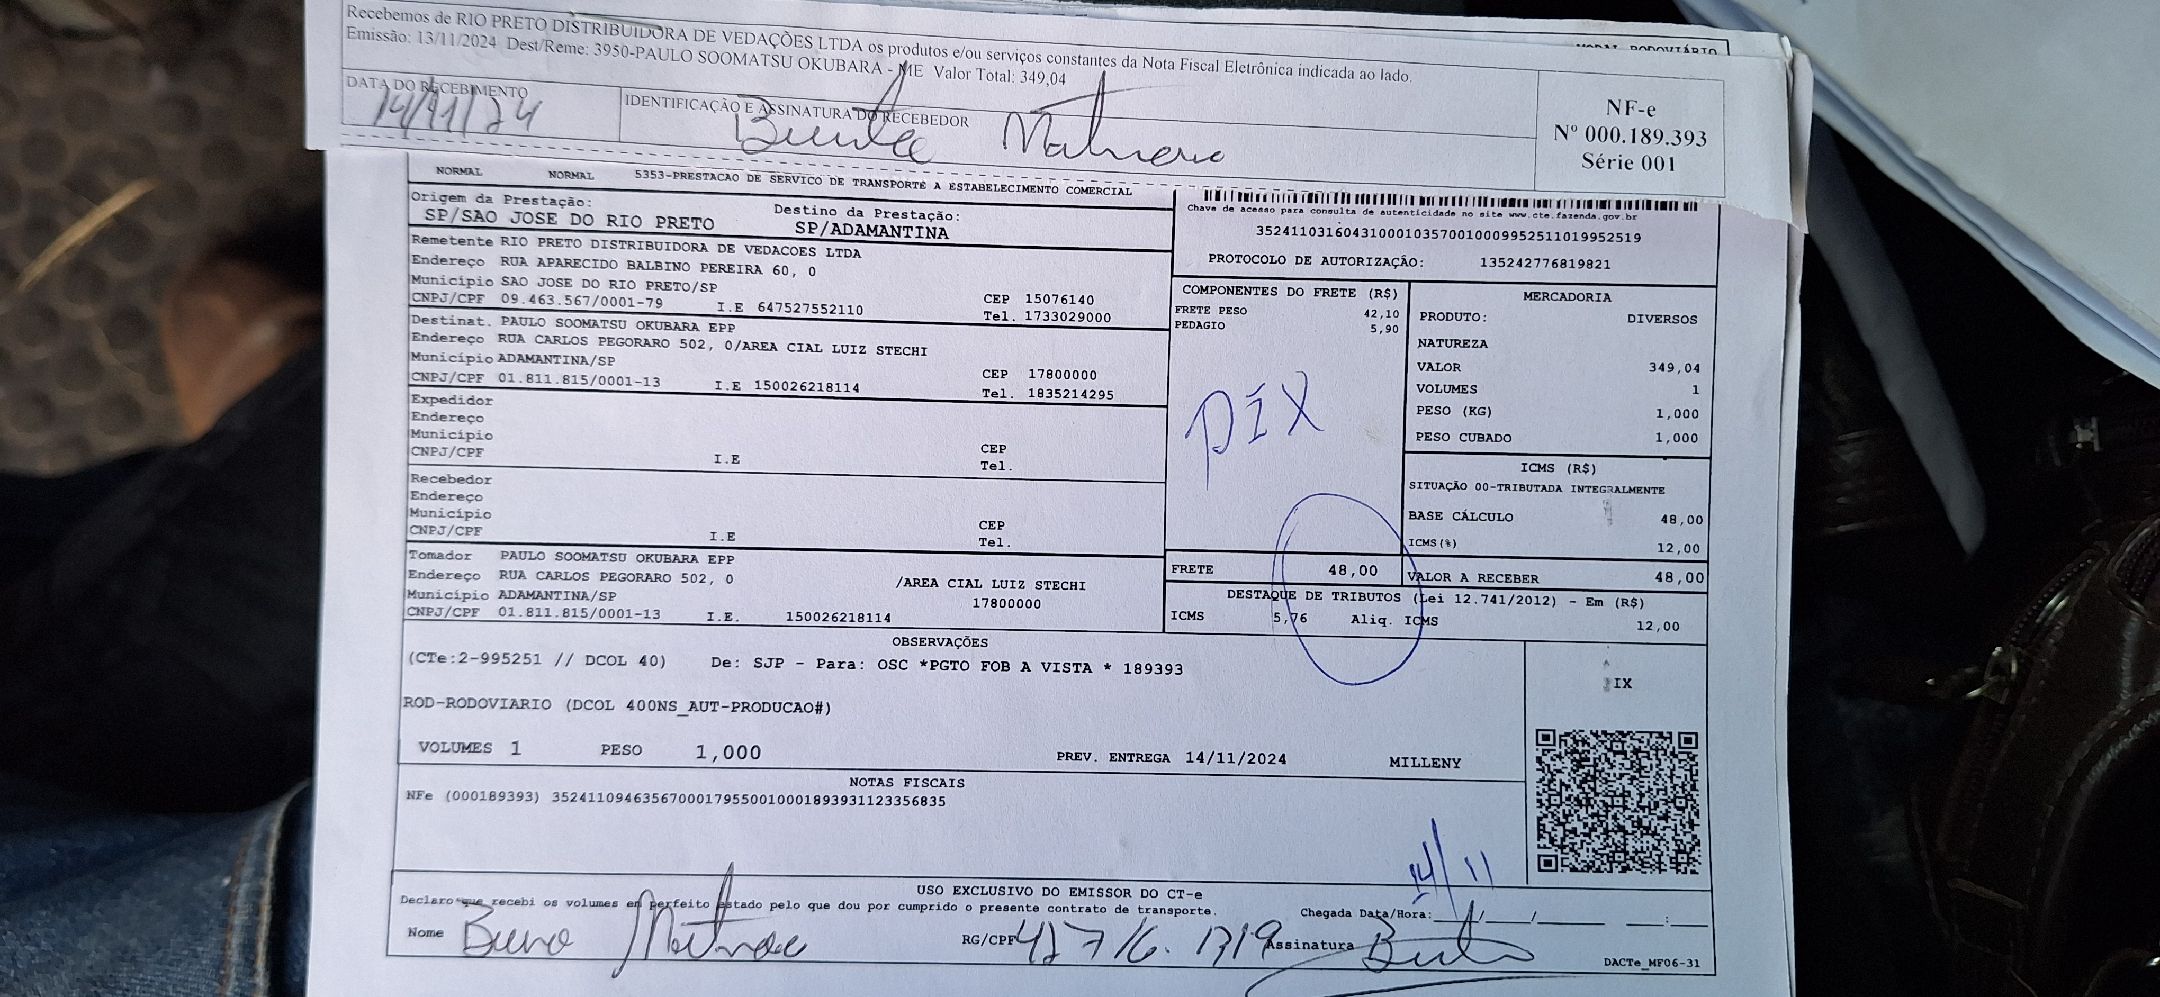 Recebemos de RIO PRETO DISTRIBUIDORA DE VEDAÇÕES LTDA os produtos e/ou serviços constantes da Nota Fiscal Eletrônica indicada ao lado.
Emissão: 13/11/2024 Dest/Reme: 3950-PAULO SOOMATSU OKUBARA - ME Valor Total: 349,04
DATA DO RECEBIMENTO
14/11/24
IDENTIFICAÇÃO E ASSINATURA DO RECEBEDOR
NF-e
Nº 000.189.393
Série 001
RODOVIÁRIO
NORMAL NORMAL 5353-PRESTACAO DE SERVICO DE TRANSPORTE A ESTABELECIMENTO COMERCIAL
Origem da Prestação: Destino da Prestação:
SP/SAO JOSE DO RIO PRETO SP/ADAMANTINA
Remetente RIO PRETO DISTRIBUIDORA DE VEDACOES LTDA
Endereço RUA APARECIDO BALBINO PEREIRA 60, 0
Município SAO JOSE DO RIO PRETO/SP CEP 15076140
CNPJ/CPF 09.463.567/0001-79 I.E 647527552110 Tel. 1733029000
Destinat. PAULO SOOMATSU OKUBARA EPP
Endereço RUA CARLOS PEGORARO 502, 0/AREA CIAL LUIZ STECHI
Município ADAMANTINA/SP CEP 17800000
CNPJ/CPF 01.811.815/0001-13 I.E 150026218114 Tel. 1835214295
Expedidor
Endereço
Município CEP
CNPJ/CPF I.E Tel.
Recebedor
Endereço
Município CEP
CNPJ/CPF I.E Tel.
Tomador PAULO SOOMATSU OKUBARA EPP
Endereço RUA CARLOS PEGORARO 502, 0 /AREA CIAL LUIZ STECHI
Município ADAMANTINA/SP 17800000
CNPJ/CPF 01.811.815/0001-13 I.E. 150026218114
Chave de acesso para consulta de autenticidade no site www.cte.fazenda.gov.br
35241103160431000103570010009952511019952519
PROTOCOLO DE AUTORIZAÇÃO: 135242776819821
COMPONENTES DO FRETE (R$)
FRETE PESO 42,10
PEDAGIO 5,90
PIX
MERCADORIA
PRODUTO: DIVERSOS
NATUREZA
VALOR 349,04
VOLUMES 1
PESO (KG) 1,000
PESO CUBADO 1,000
ICMS (R$)
SITUAÇÃO 00-TRIBUTADA INTEGRALMENTE
BASE CÁLCULO 48,00
ICMS(%) 12,00
FRETE 48,00 VALOR A RECEBER 48,00
DESTAQUE DE TRIBUTOS (Lei 12.741/2012) - Em (R$)
ICMS 5,76 Aliq. ICMS 12,00
OBSERVAÇÕES
(CTe:2-995251 // DCOL 40) De: SJP - Para: OSC *PGTO FOB A VISTA * 189393
IX
ROD-RODOVIARIO (DCOL 400NS_AUT-PRODUCAO#)
VOLUMES 1 PESO 1,000 PREV. ENTREGA 14/11/2024 MILLENY
NOTAS FISCAIS
NFe (000189393) 35241109463567000179550010001893931123356835
14/11
USO EXCLUSIVO DO EMISSOR DO CT-e
Declaro que recebi os volumes em perfeito estado pelo que dou por cumprido o presente contrato de transporte. Chegada Data/Hora:___/___/_____ ___:___
Nome Bruno RG/CPF Assinatura
DACTe_MF06-31